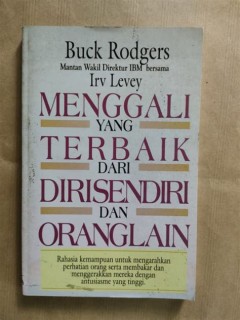 Buck Rodgers
Mantan Wakil Direktur IBM bersama
Irv Levey
MENGGALI
YANG
TERBAIK
DARI
DIRISENDIRI
DAN
ORANGLAIN
Rahasia kemampuan untuk mengarahkan
perhatian orang serta membakar dan
menggerakkan mereka dengan
antusiasme yang tinggi.